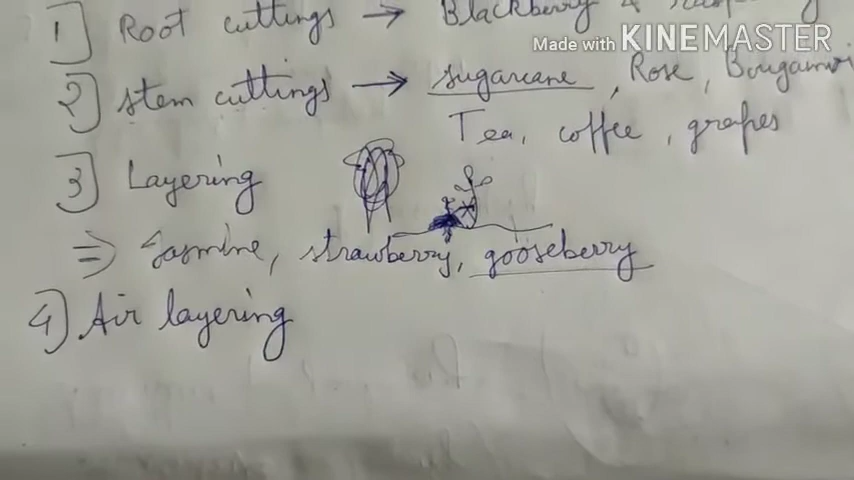 1] Root cuttings → Blackberry &
Made with KINEMASTER
2] stem cuttings → sugarcane, Rose,
Tea, coffee, grapes
3] Layering
⇒ Jasmine, strawberry, gooseberry
4] Air layering